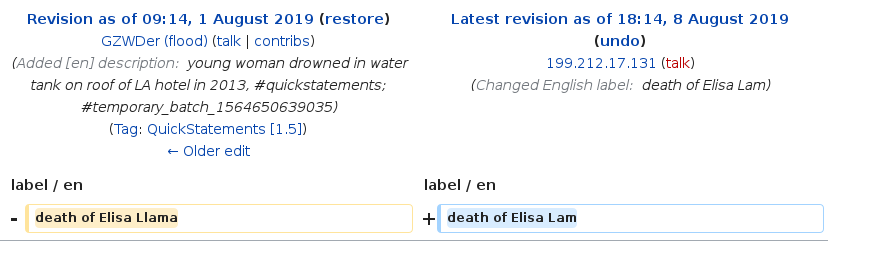 Revision as of 09:14, 1 August 2019 (restore)
GZWDer (flood) (talk | contribs)
(Added [en] description: young woman drowned in water
tank on roof of LA hotel in 2013, #quickstatements;
#temporary_batch_1564650639035)
(Tag: QuickStatements [1.5])
← Older edit
Latest revision as of 18:14, 8 August 2019
(undo)
199.212.17.131 (talk)
(Changed English label: death of Elisa Lam)
label / en
label / en
- death of Elisa Llama
+ death of Elisa Lam